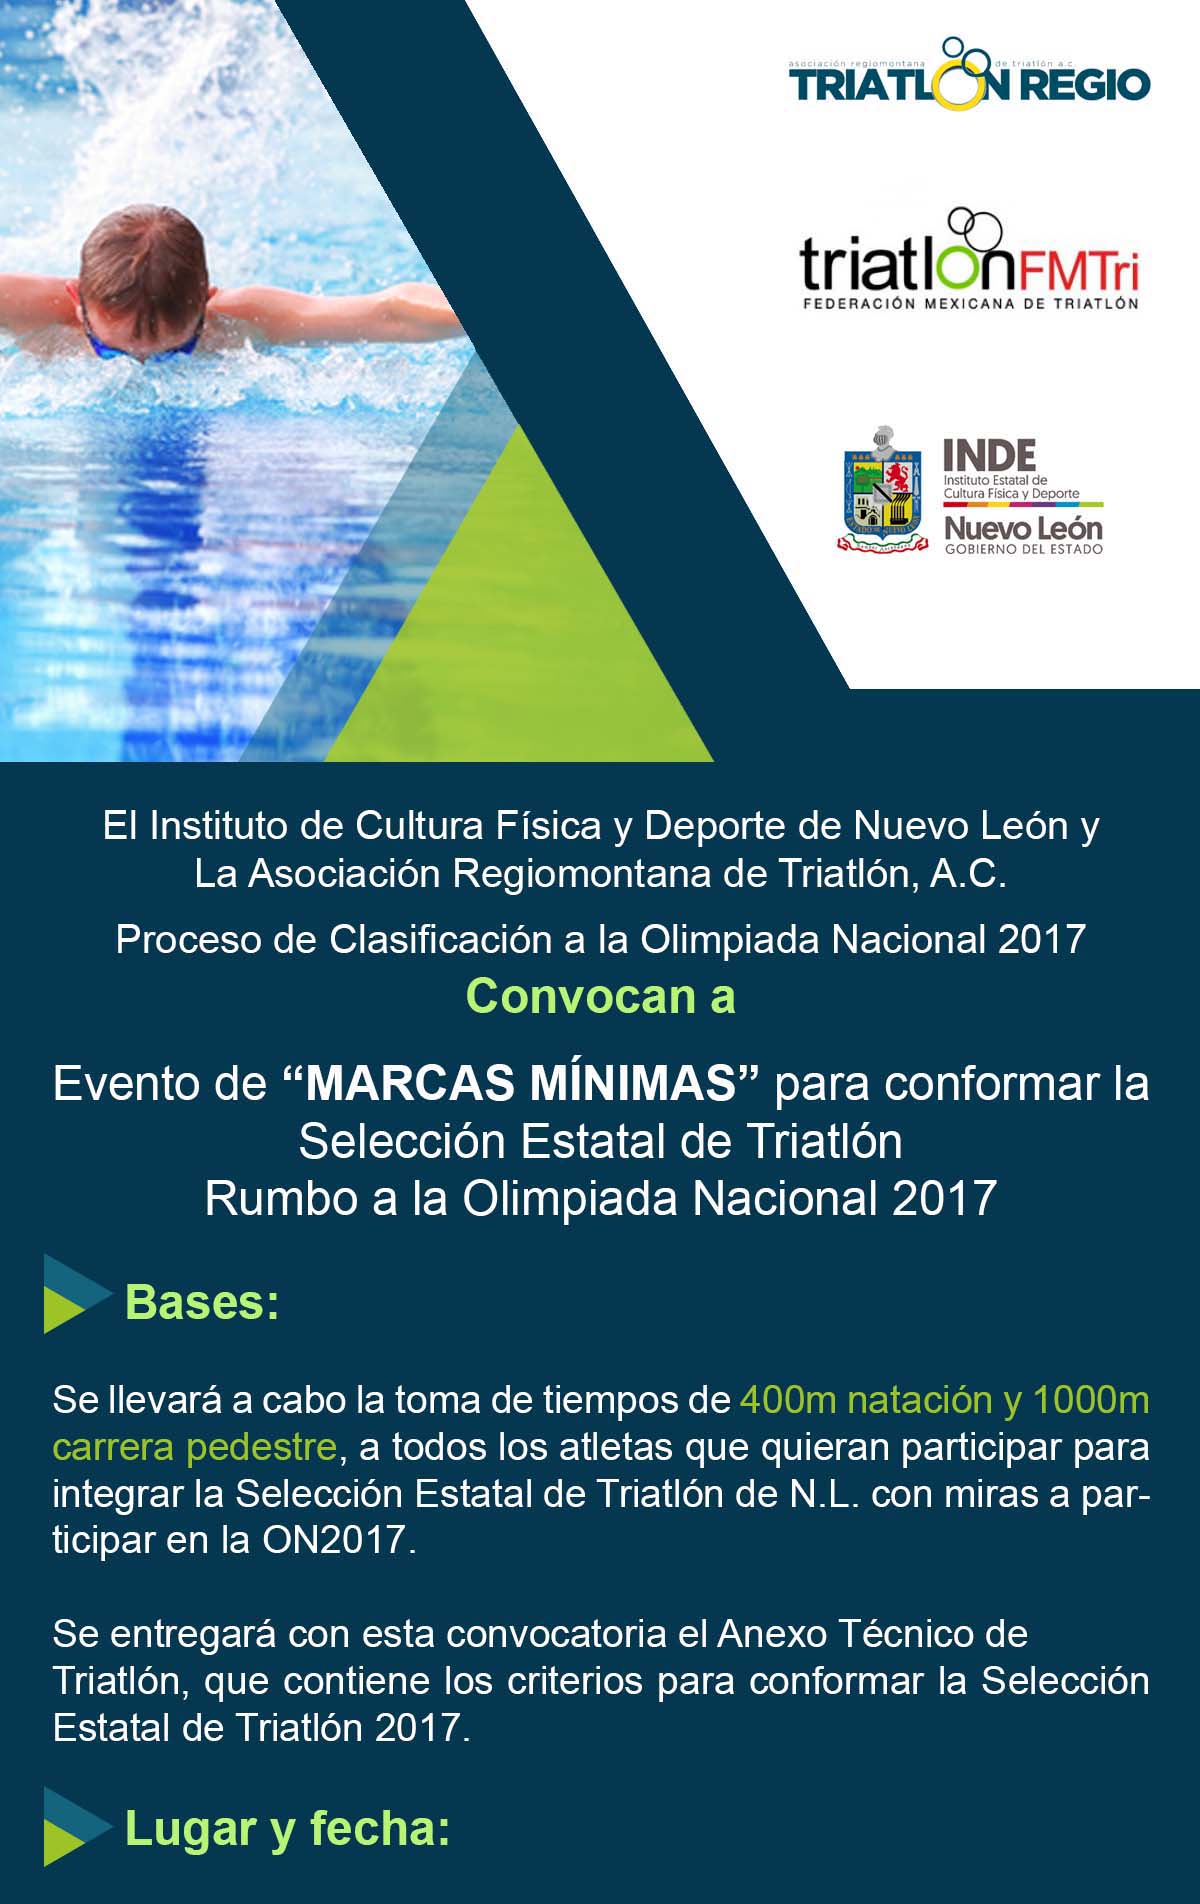 asociación regiomontana de triatlón a.c.
TRIATLÓN REGIO
triatlón FMTri
FEDERACIÓN MEXICANA DE TRIATLÓN
INDE
Instituto Estatal de
Cultura Física y Deporte
Nuevo León
GOBIERNO DEL ESTADO
El Instituto de Cultura Física y Deporte de Nuevo León y
La Asociación Regiomontana de Triatlón, A.C.
Proceso de Clasificación a la Olimpiada Nacional 2017
Convocan a
Evento de “MARCAS MÍNIMAS” para conformar la
Selección Estatal de Triatlón
Rumbo a la Olimpiada Nacional 2017
Bases:
Se llevará a cabo la toma de tiempos de 400m natación y 1000m
carrera pedestre, a todos los atletas que quieran participar para
integrar la Selección Estatal de Triatlón de N.L. con miras a par-
ticipar en la ON2017.
Se entregará con esta convocatoria el Anexo Técnico de
Triatlón, que contiene los criterios para conformar la Selección
Estatal de Triatlón 2017.
Lugar y fecha: